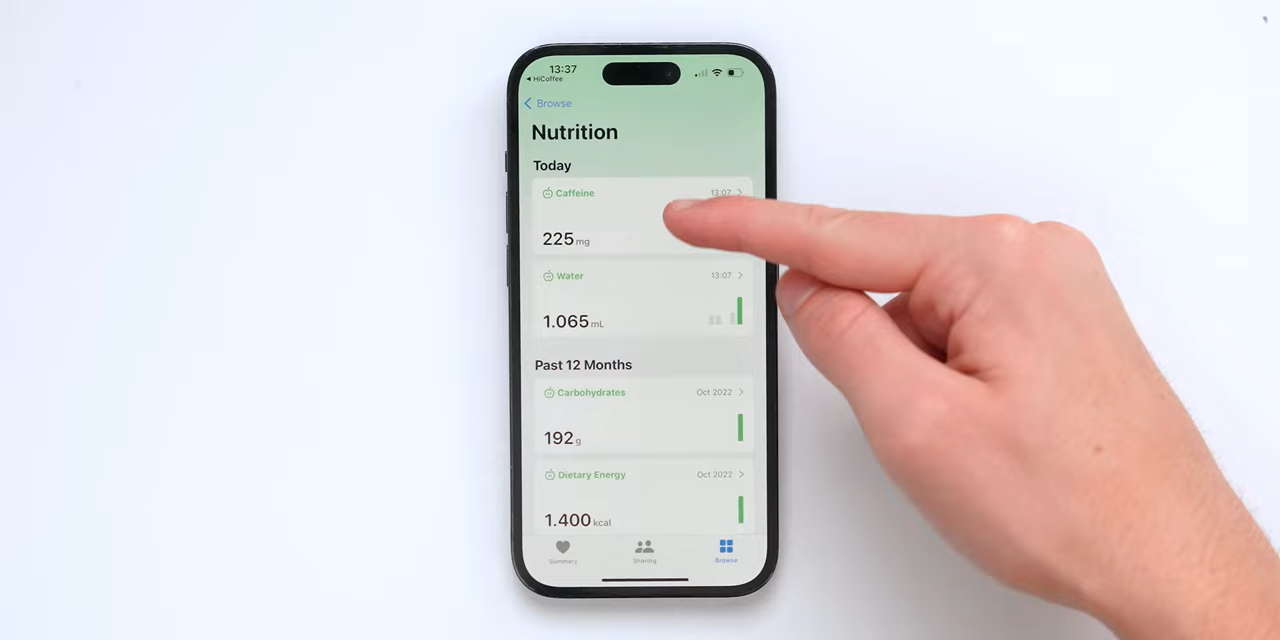 13:37
◀ HiCoffee
Browse
Nutrition
Today
Caffeine 13:07
225 mg
Water 13:07
1.065 mL
Past 12 Months
Carbohydrates Oct 2022
192 g
Dietary Energy Oct 2022
1.400 kcal
Summary Sharing Browse